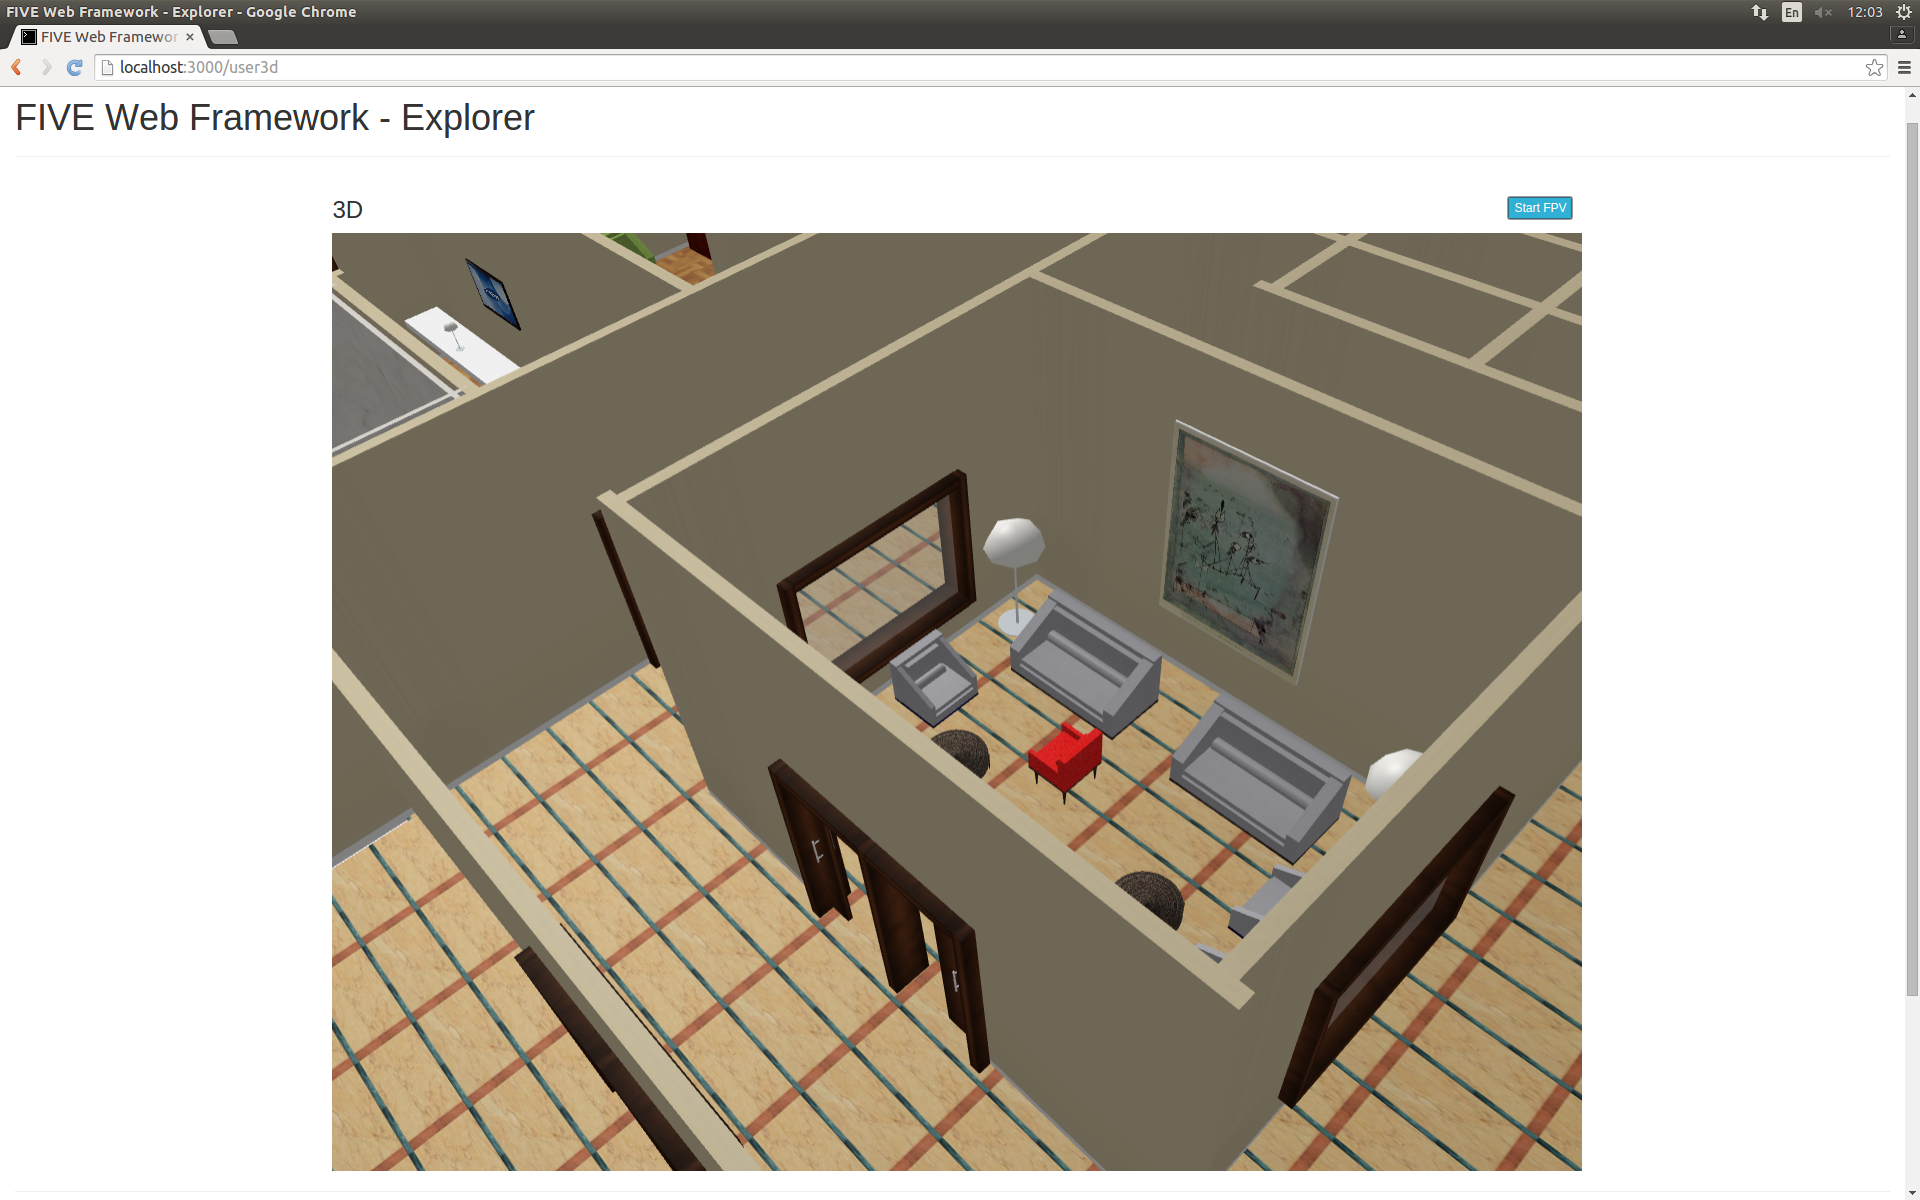 FIVE Web Framework - Explorer - Google Chrome
En
12:03
FIVE Web Framewor
localhost:3000/user3d
FIVE Web Framework - Explorer
3D
Start FPV